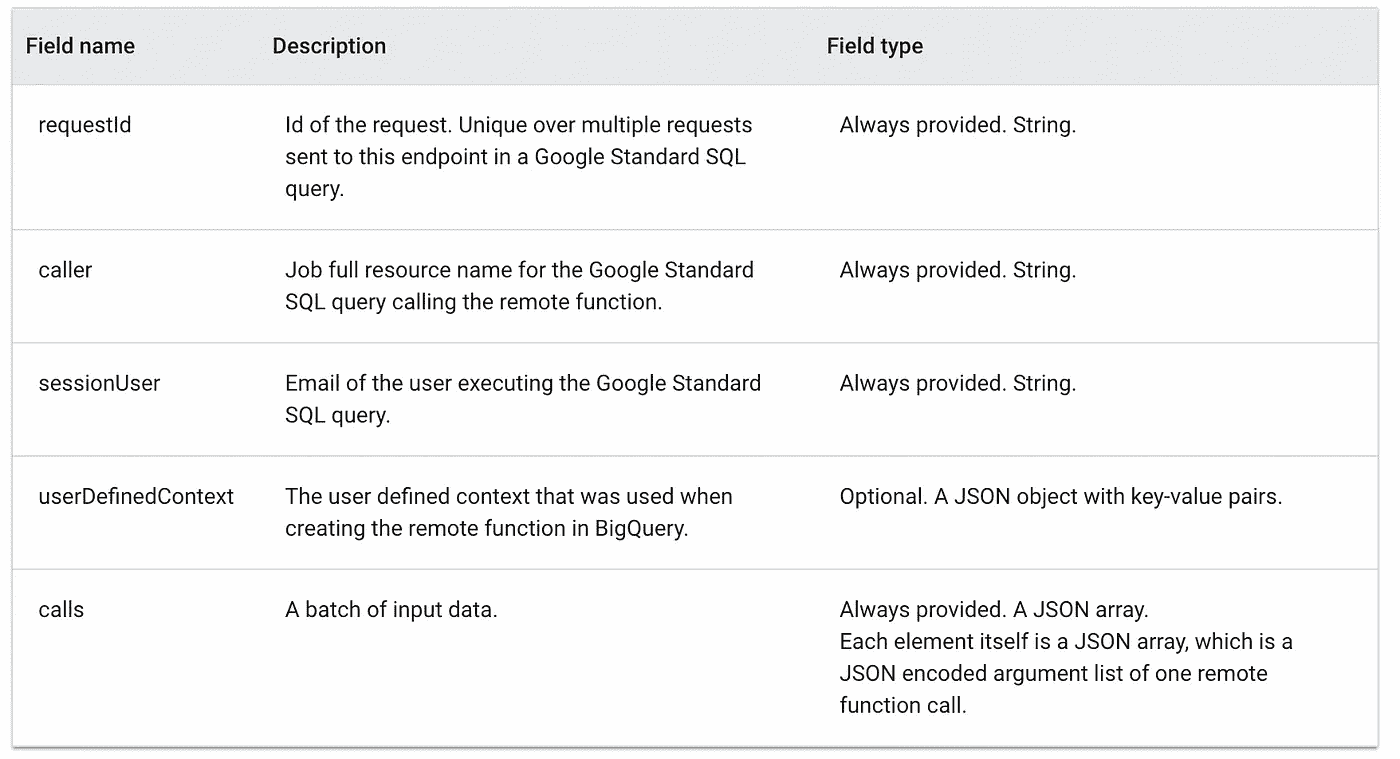 Field name Description Field type
requestId Id of the request. Unique over multiple requests Always provided. String.
sent to this endpoint in a Google Standard SQL
query.
caller Job full resource name for the Google Standard Always provided. String.
SQL query calling the remote function.
sessionUser Email of the user executing the Google Standard Always provided. String.
SQL query.
userDefinedContext The user defined context that was used when Optional. A JSON object with key-value pairs.
creating the remote function in BigQuery.
calls A batch of input data. Always provided. A JSON array.
Each element itself is a JSON array, which is a
JSON encoded argument list of one remote
function call.